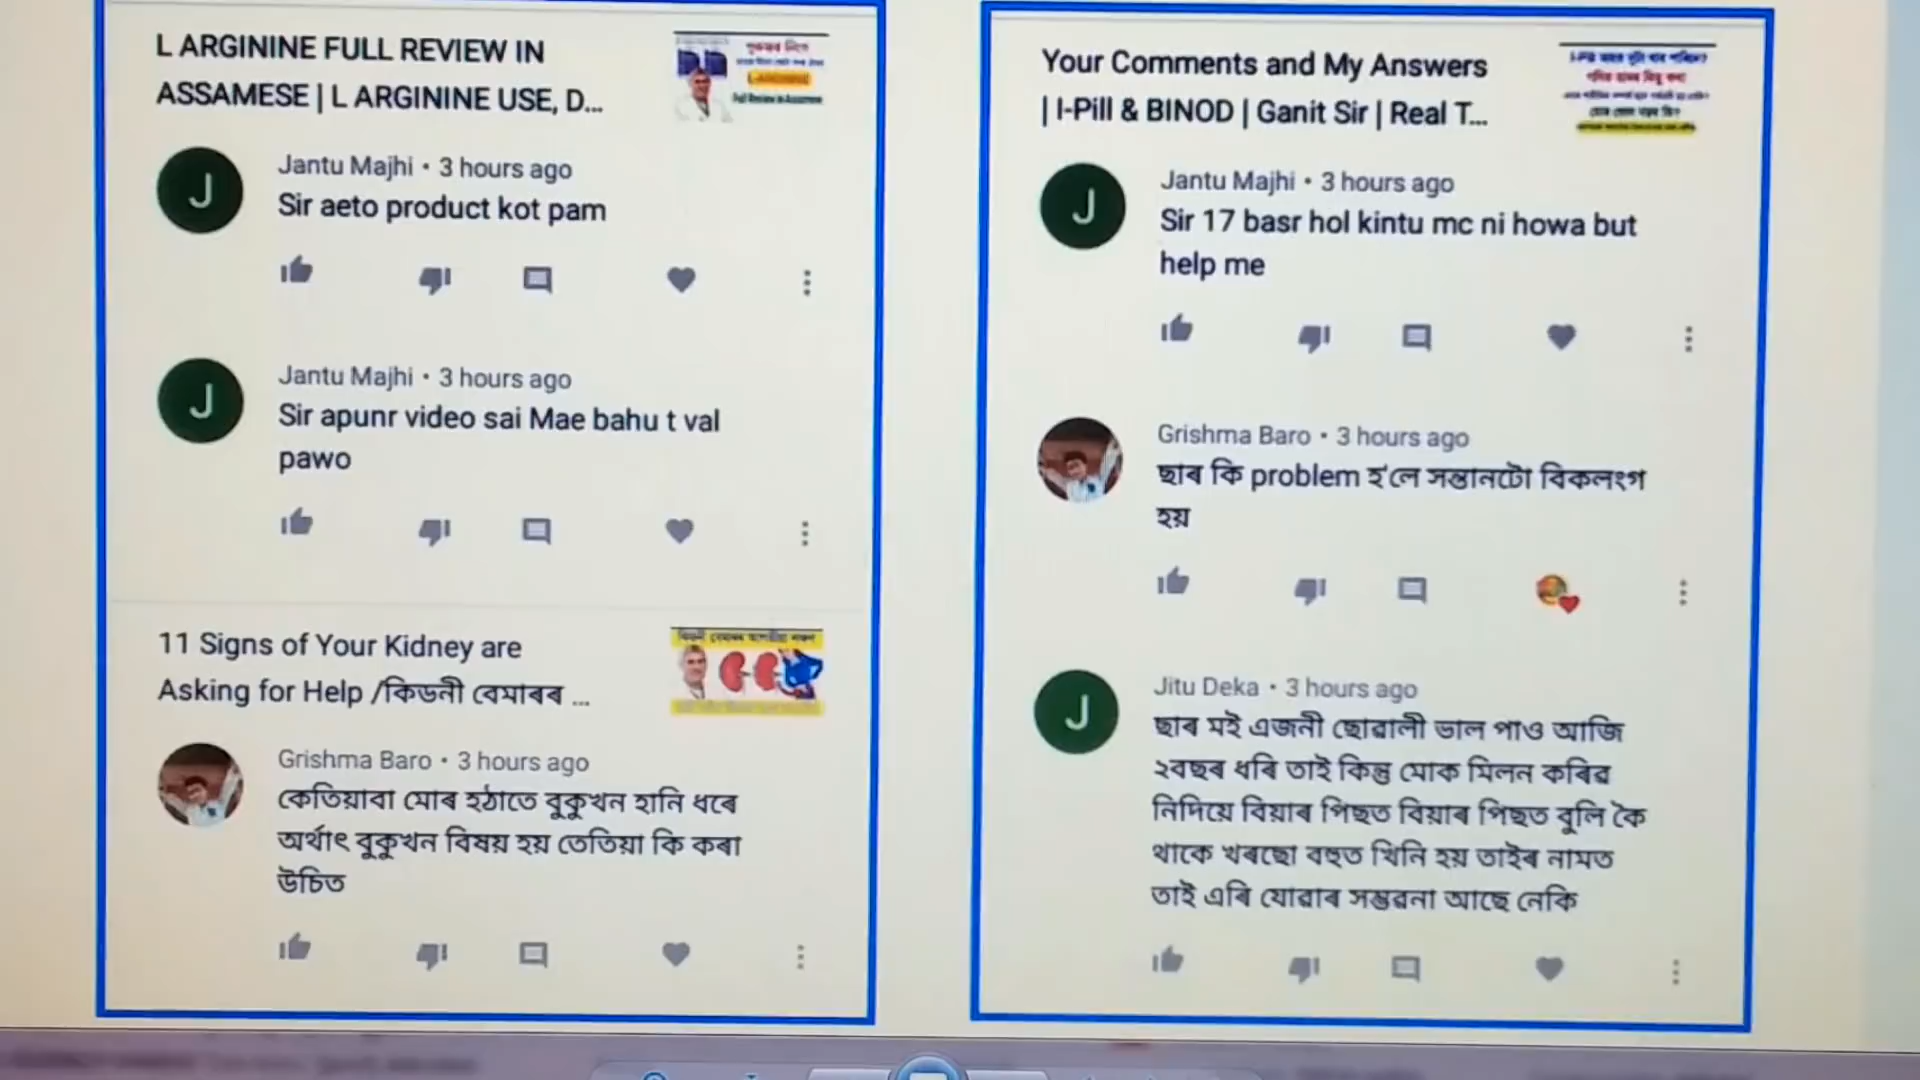 L ARGININE FULL REVIEW IN
ASSAMESE | L ARGININE USE, D...
Jantu Majhi • 3 hours ago
Sir aeto product kot pam
Jantu Majhi • 3 hours ago
Sir apunr video sai Mae bahu t val
pawo
11 Signs of Your Kidney are
Asking for Help /কিডনী বেমাৰৰ ...
Grishma Baro • 3 hours ago
কেতিয়াবা মোৰ হঠাতে বুকুখন হানি ধৰে
অৰ্থাৎ বুকুখন বিষয় হয় তেতিয়া কি কৰা
উচিত
Your Comments and My Answers
| I-Pill & BINOD | Ganit Sir | Real T...
Jantu Majhi • 3 hours ago
Sir 17 basr hol kintu mc ni howa but
help me
Grishma Baro • 3 hours ago
ছাৰ কি problem হ'লে সন্তানটো বিকলংগ
হয়
Jitu Deka • 3 hours ago
ছাৰ মই এজনী ছোৱালী ভাল পাও আজি
২বছৰ ধৰি তাই কিন্তু মোক মিলন কৰিৱ
নিদিয়ে বিয়াৰ পিছত বিয়াৰ পিছত বুলি কৈ
থাকে খৰছো বহুত খিনি হয় তাইৰ নামত
তাই এৰি যোৱাৰ সম্ভৱনা আছে নেকি